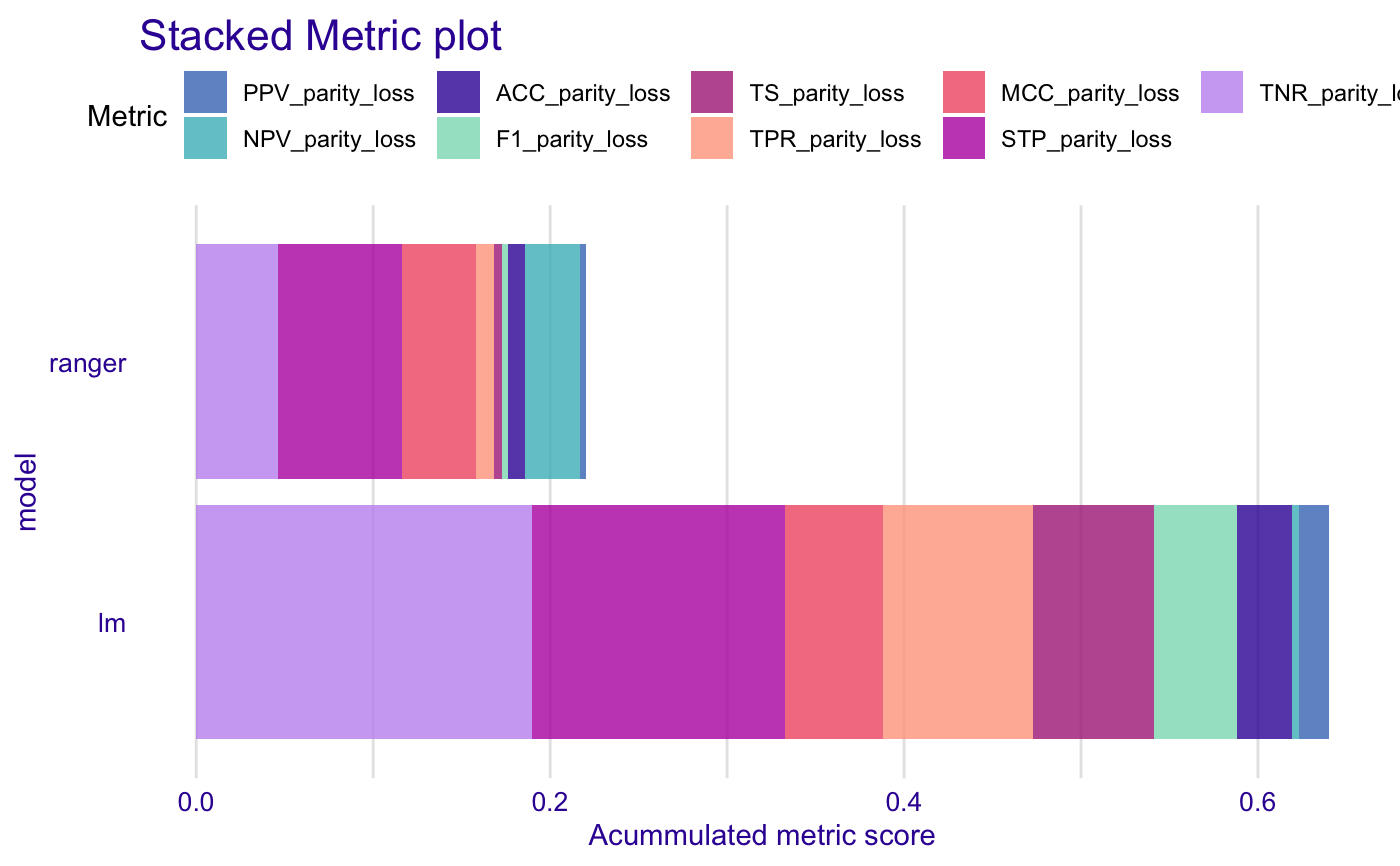 Stacked Metric plot
Metric
PPV_parity_loss ACC_parity_loss TS_parity_loss MCC_parity_loss
NPV_parity_loss F1_parity_loss TPR_parity_loss STP_parity_loss
ranger
model
lm
0.0 0.2 0.4 0.6
Acummulated metric score